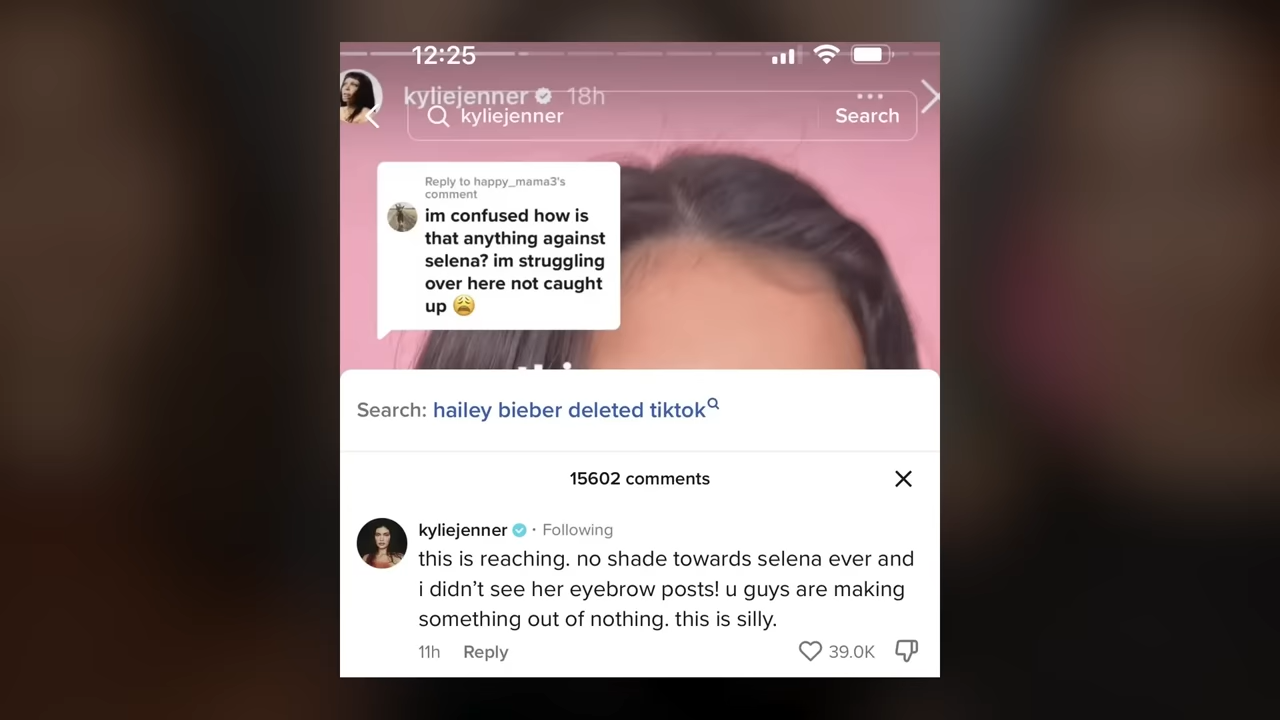 12:25
kyliejenner 18h
kyliejenner Search
Reply to happy_mama3's
comment
im confused how is
that anything against
selena? im struggling
over here not caught
up 😩
Search: hailey bieber deleted tiktok
15602 comments
kyliejenner · Following
this is reaching. no shade towards selena ever and
i didn’t see her eyebrow posts! u guys are making
something out of nothing. this is silly.
11h Reply 39.0K